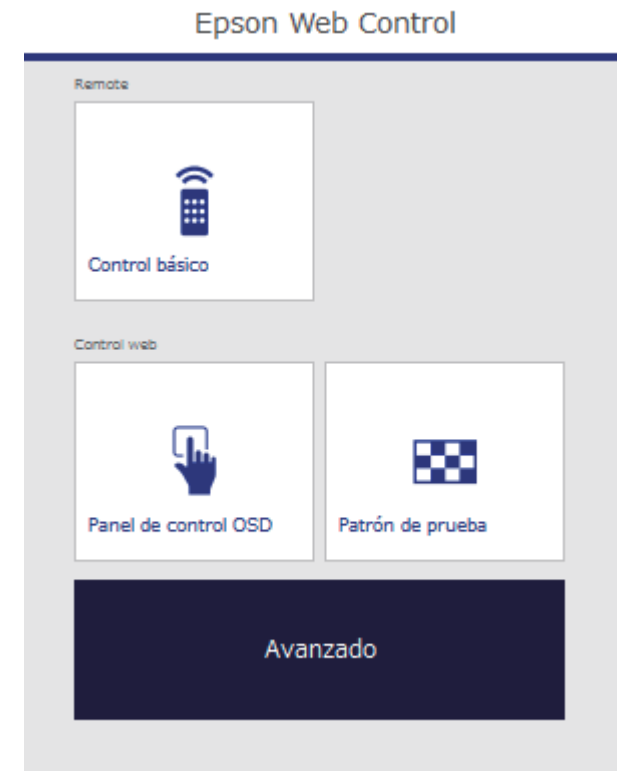 Epson Web Control
Remote
Control básico
Control web
Panel de control OSD
Patrón de prueba
Avanzado